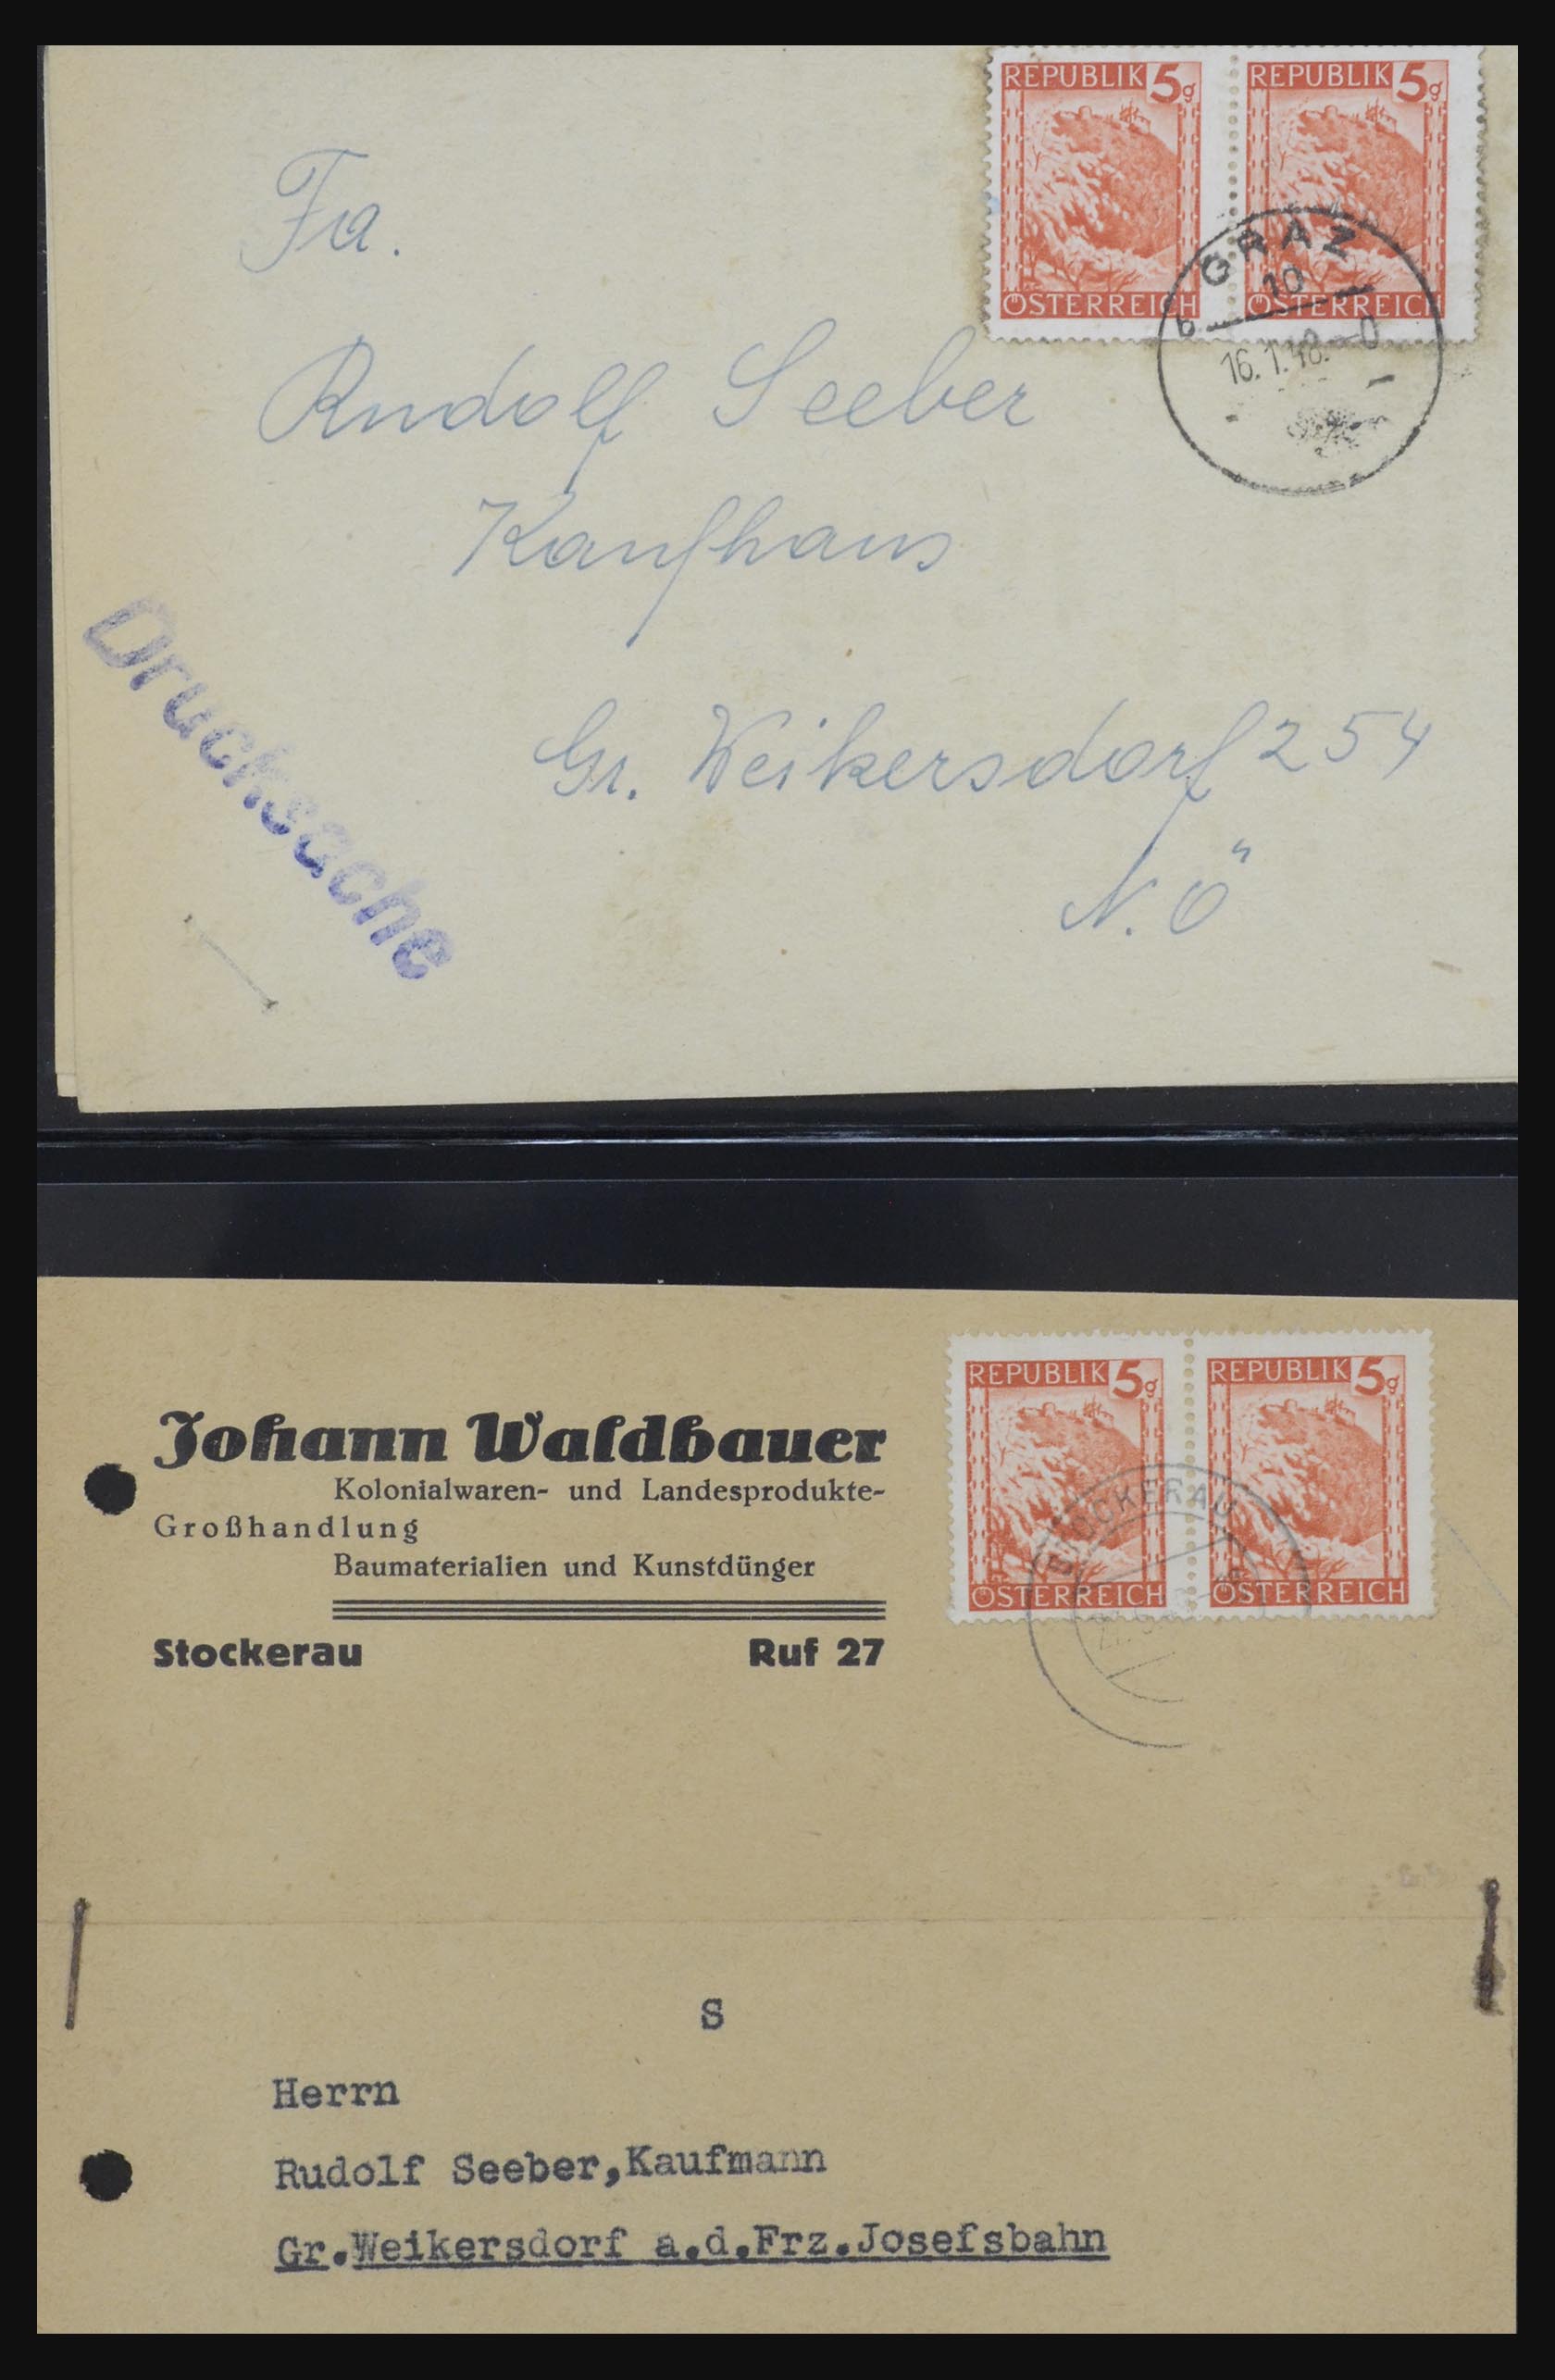 REPUBLIK 5g REPUBLIK 5g
ÖSTERREICH ÖSTERREICH
GRAZ
10
b
16.1.48.
Fa.
Rudolf Seeber
Kaufhaus
Gr. Weikersdorf 254
N.Ö
Drucksache
Johann Waldbauer
Kolonialwaren- und Landesprodukte-
Großhandlung
Baumaterialien und Kunstdünger
Stockerau Ruf 27
REPUBLIK 5g REPUBLIK 5g
ÖSTERREICH ÖSTERREICH
STOCKERAU
S
Herrn
Rudolf Seeber,Kaufmann
Gr.Weikersdorf a.d.Frz.Josefsbahn